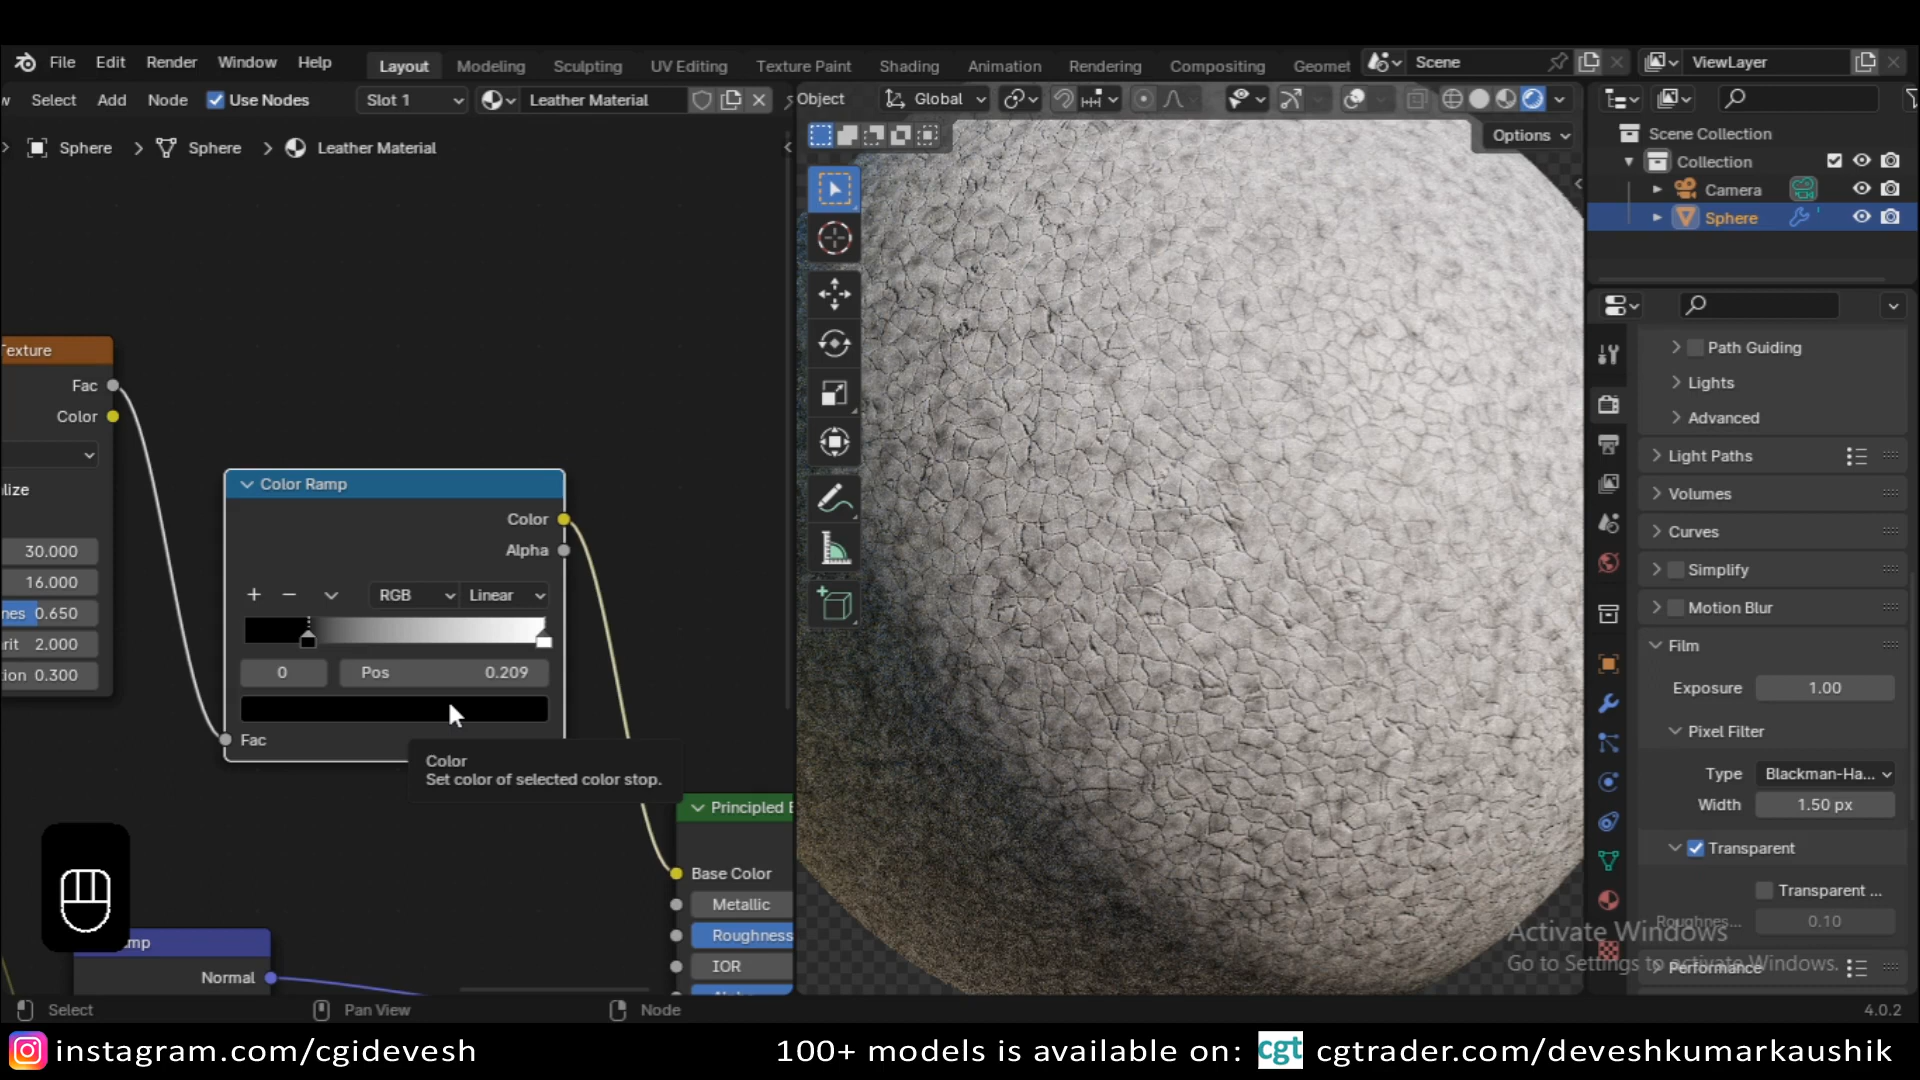 File Edit Render Window Help
Layout Modeling Sculpting UV Editing Texture Paint Shading Animation Rendering Compositing Geomet
Scene
ViewLayer
w Select Add Node Use Nodes
Slot 1
Leather Material
Object
Global
Options
Sphere
Sphere
Leather Material
Scene Collection
Collection
Camera
Sphere
Texture
Fac
Color
lize
30.000
16.000
nes 0.650
rit 2.000
ion 0.300
Color Ramp
Color
Alpha
RGB
Linear
0
Pos 0.209
Fac
Color
Set color of selected color stop.
Principled B
Base Color
Metallic
Roughness
IOR
mp
Normal
Path Guiding
Lights
Advanced
Light Paths
Volumes
Curves
Simplify
Motion Blur
Film
Exposure 1.00
Pixel Filter
Type Blackman-Ha...
Width 1.50 px
Transparent
Transparent ...
Roughnes... 0.10
Performance
Activate Windows
Go to Settings to activate Windows.
Select
Pan View
Node
4.0.2
instagram.com/cgidevesh
100+ models is available on: cgt cgtrader.com/deveshkumarkaushik